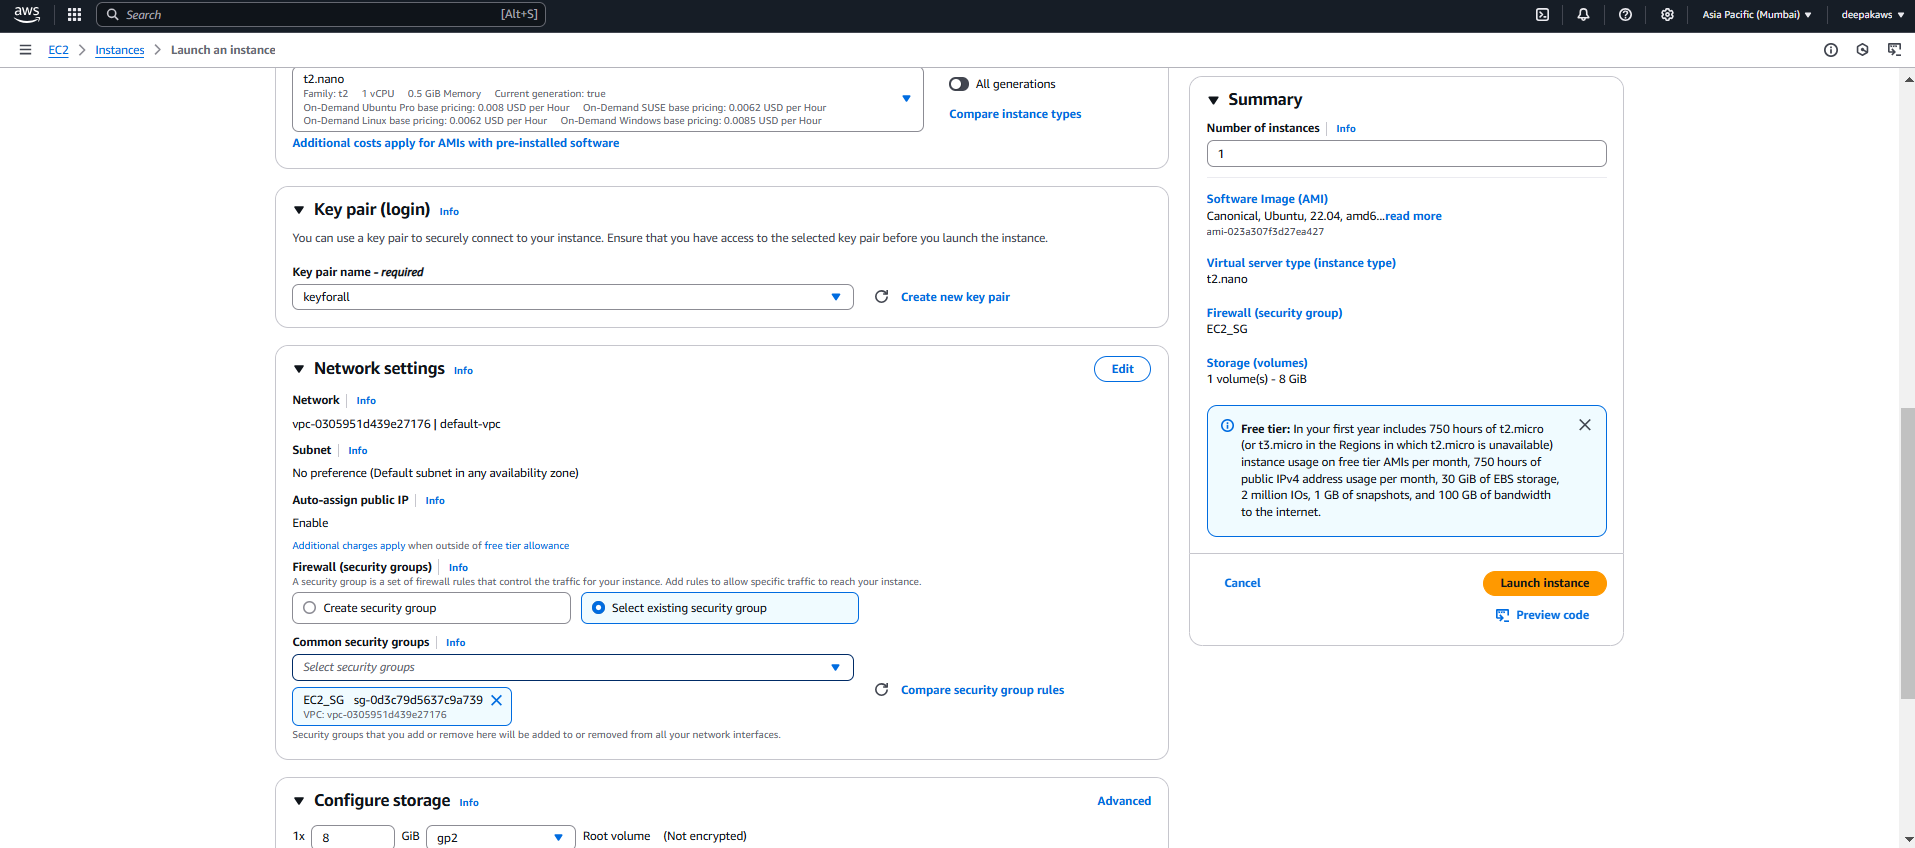 aws
Search
[Alt+S]
Asia Pacific (Mumbai)
deepakaws
EC2
Instances
Launch an instance
t2.nano
Family: t2 1 vCPU 0.5 GiB Memory Current generation: true
On-Demand Ubuntu Pro base pricing: 0.008 USD per Hour On-Demand SUSE base pricing: 0.0062 USD per Hour
On-Demand Linux base pricing: 0.0062 USD per Hour On-Demand Windows base pricing: 0.0085 USD per Hour
All generations
Compare instance types
Additional costs apply for AMIs with pre-installed software
Key pair (login) Info
You can use a key pair to securely connect to your instance. Ensure that you have access to the selected key pair before you launch the instance.
Key pair name - required
keyforall
Create new key pair
Network settings Info
Edit
Network Info
vpc-0305951d439e27176 | default-vpc
Subnet Info
No preference (Default subnet in any availability zone)
Auto-assign public IP Info
Enable
Additional charges apply when outside of free tier allowance
Firewall (security groups) Info
A security group is a set of firewall rules that control the traffic for your instance. Add rules to allow specific traffic to reach your instance.
Create security group
Select existing security group
Common security groups Info
Select security groups
EC2_SG sg-0d3c79d5637c9a739
VPC: vpc-0305951d439e27176
Compare security group rules
Security groups that you add or remove here will be added to or removed from all your network interfaces.
Configure storage Info
Advanced
1x 8 GiB gp2 Root volume (Not encrypted)
Summary
Number of instances Info
1
Software Image (AMI)
Canonical, Ubuntu, 22.04, amd6...read more
ami-023a307f3d27ea427
Virtual server type (instance type)
t2.nano
Firewall (security group)
EC2_SG
Storage (volumes)
1 volume(s) - 8 GiB
Free tier: In your first year includes 750 hours of t2.micro
(or t3.micro in the Regions in which t2.micro is unavailable)
instance usage on free tier AMIs per month, 750 hours of
public IPv4 address usage per month, 30 GiB of EBS storage,
2 million IOs, 1 GB of snapshots, and 100 GB of bandwidth
to the internet.
Cancel
Launch instance
Preview code